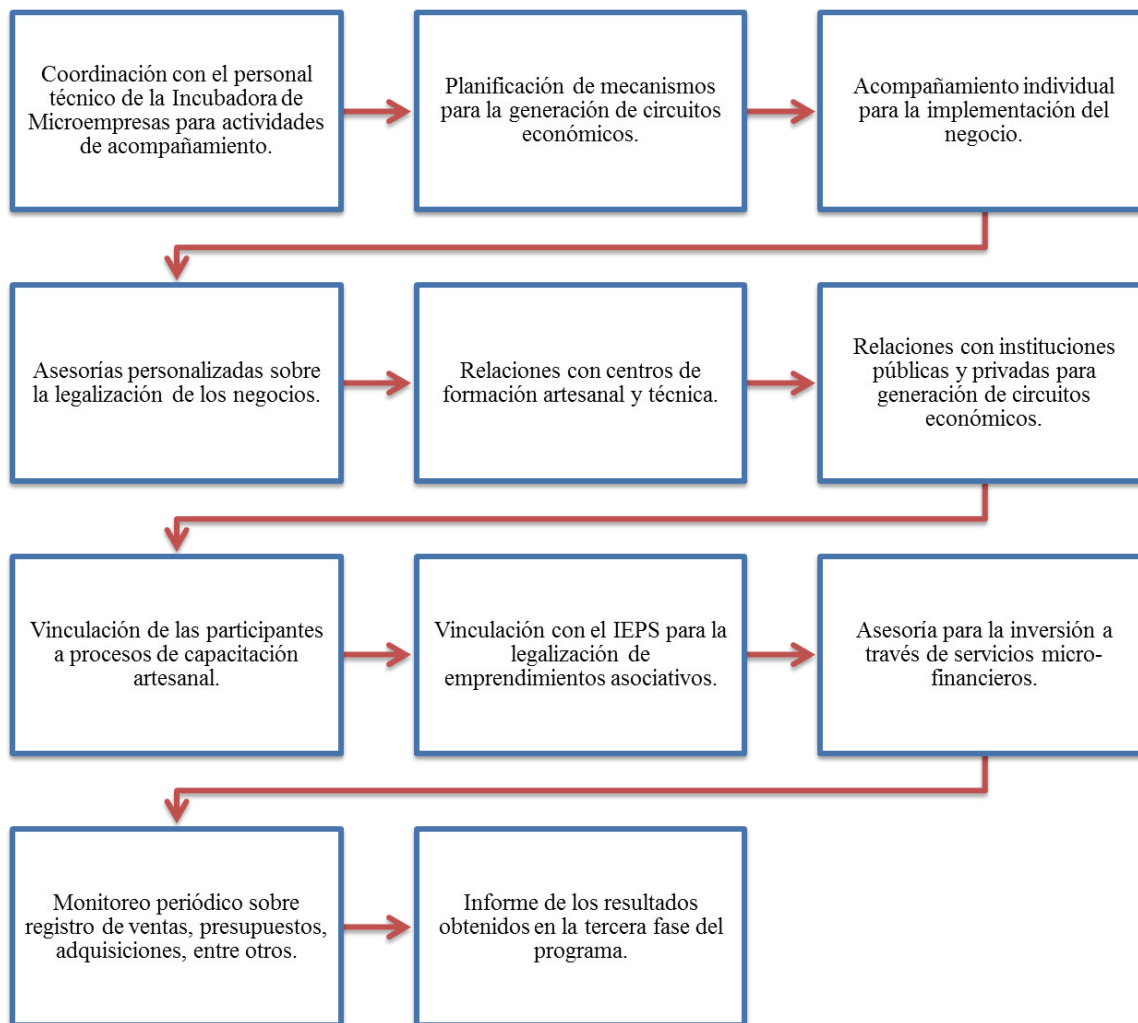 Coordinación con el personal
técnico de la Incubadora de
Microempresas para actividades
de acompañamiento.
Planificación de mecanismos
para la generación de circuitos
económicos.
Acompañamiento individual
para la implementación del
negocio.
Asesorías personalizadas sobre
la legalización de los negocios.
Relaciones con centros de
formación artesanal y técnica.
Relaciones con instituciones
públicas y privadas para
generación de circuitos
económicos.
Vinculación de las participantes
a procesos de capacitación
artesanal.
Vinculación con el IEPS para la
legalización de
emprendimientos asociativos.
Asesoría para la inversión a
través de servicios micro-
financieros.
Monitoreo periódico sobre
registro de ventas, presupuestos,
adquisiciones, entre otros.
Informe de los resultados
obtenidos en la tercera fase del
programa.